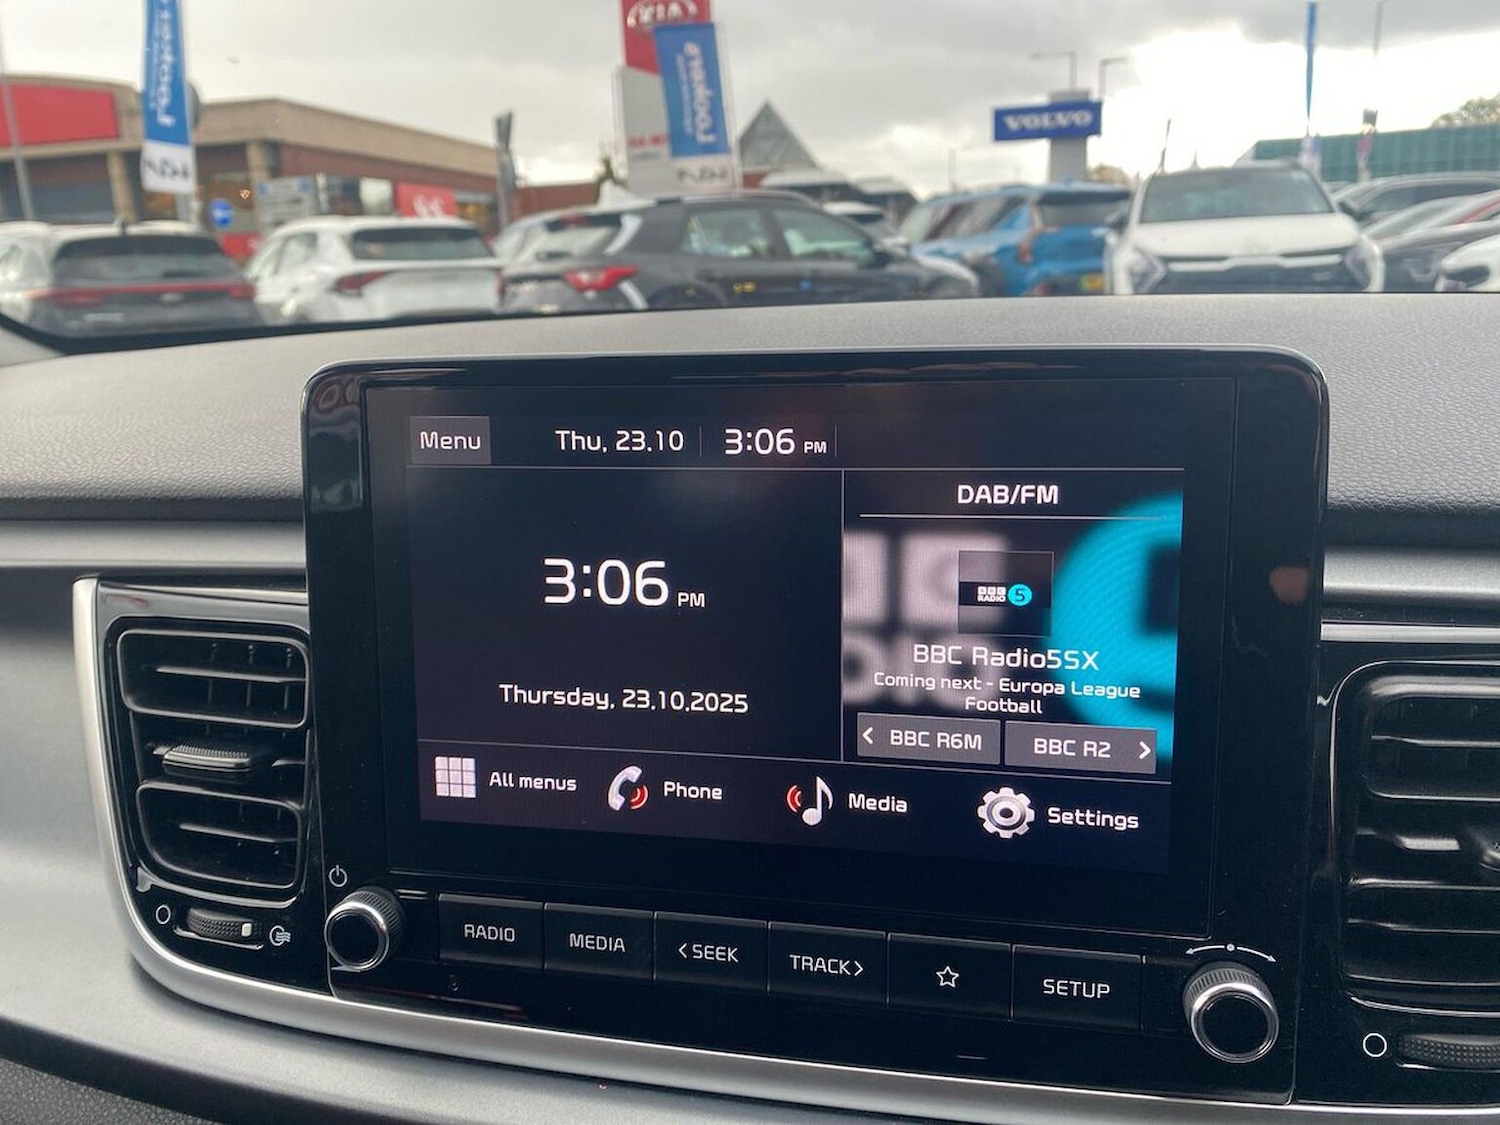 KIA
VOLVO
Menu
Thu, 23.10
3:06 PM
DAB/FM
3:06 PM
BBC
RADIO 5
BBC Radio5SX
Coming next - Europa League
Football
Thursday, 23.10.2025
< BBC R6M
BBC R2 >
All menus
Phone
Media
Settings
RADIO
MEDIA
<SEEK
TRACK>
SETUP